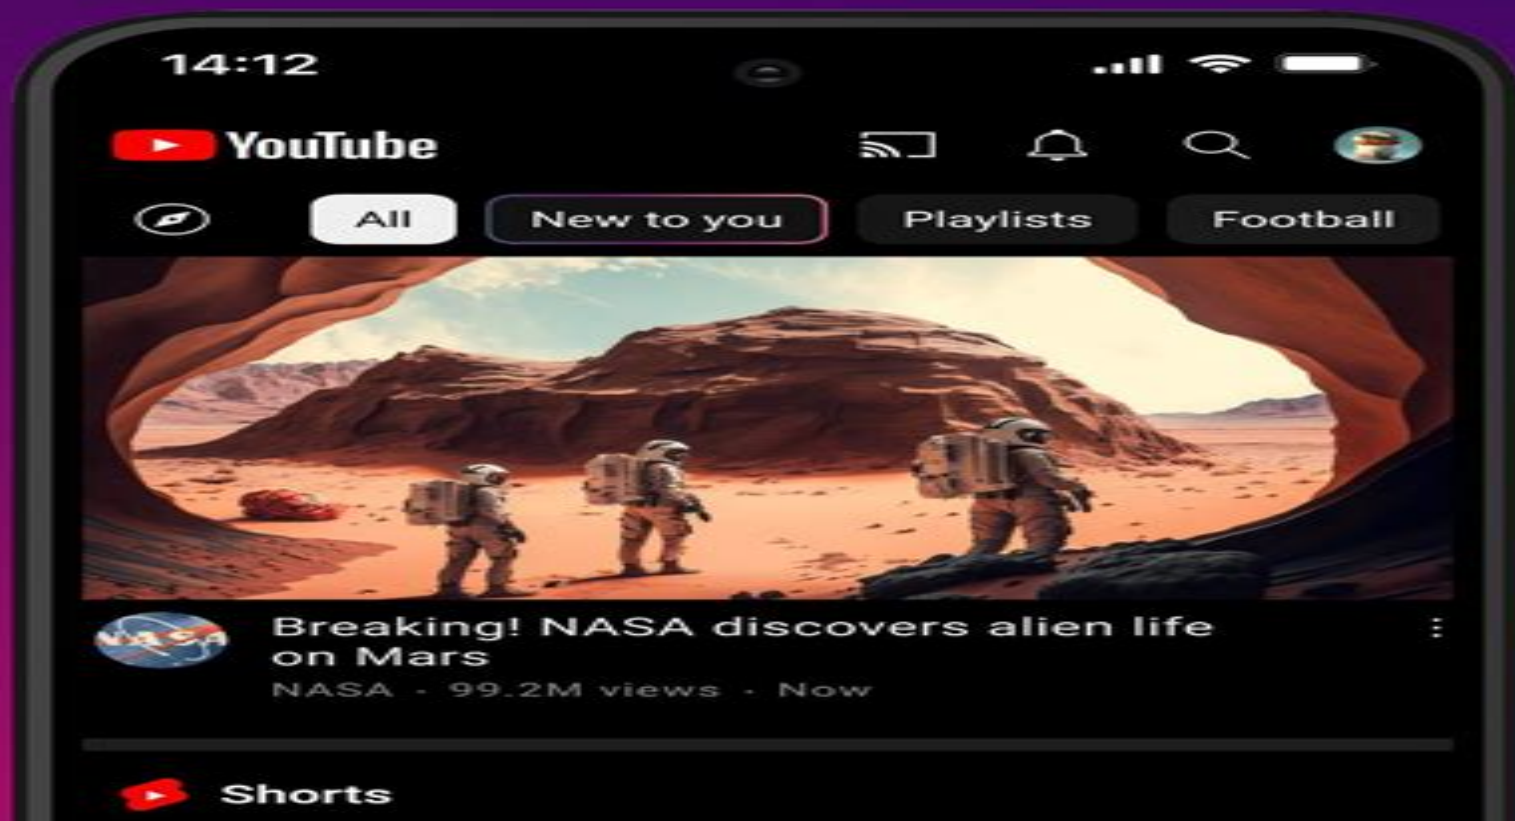 14:12
YouTube
All
New to you
Playlists
Football
NASA
Breaking! NASA discovers alien life
on Mars
NASA - 99.2M views - Now
Shorts